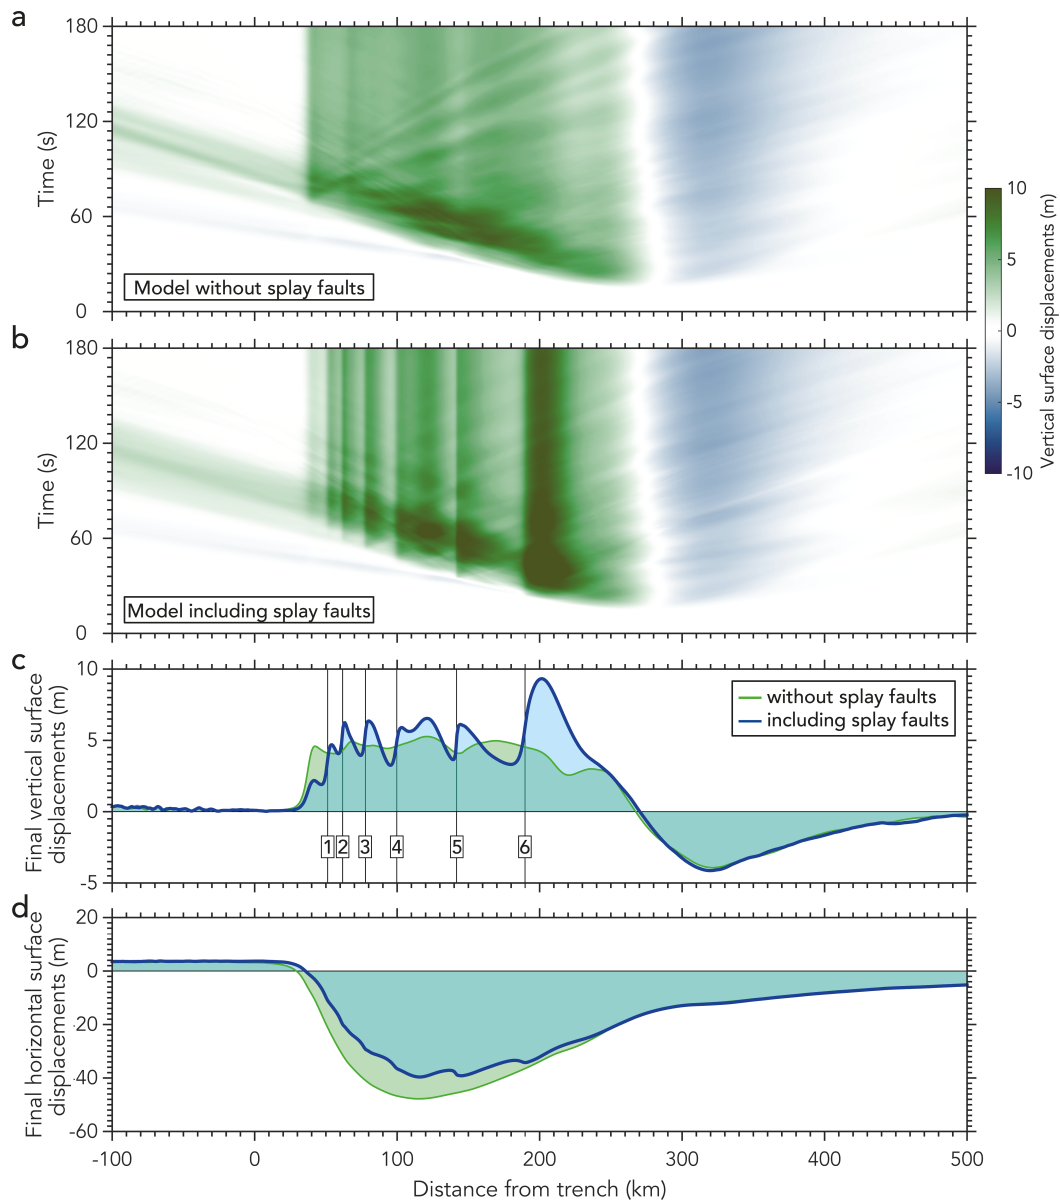 a
180
120
60
0
Time (s)
Model without splay faults
b
180
120
60
0
Time (s)
Model including splay faults
10
5
0
-5
-10
Vertical surface displacements (m)
c
10
5
0
-5
Final vertical surface
displacements (m)
without splay faults
including splay faults
1 2 3 4 5 6
d
20
0
-20
-40
-60
Final horizontal surface
displacements (m)
-100 0 100 200 300 400 500
Distance from trench (km)